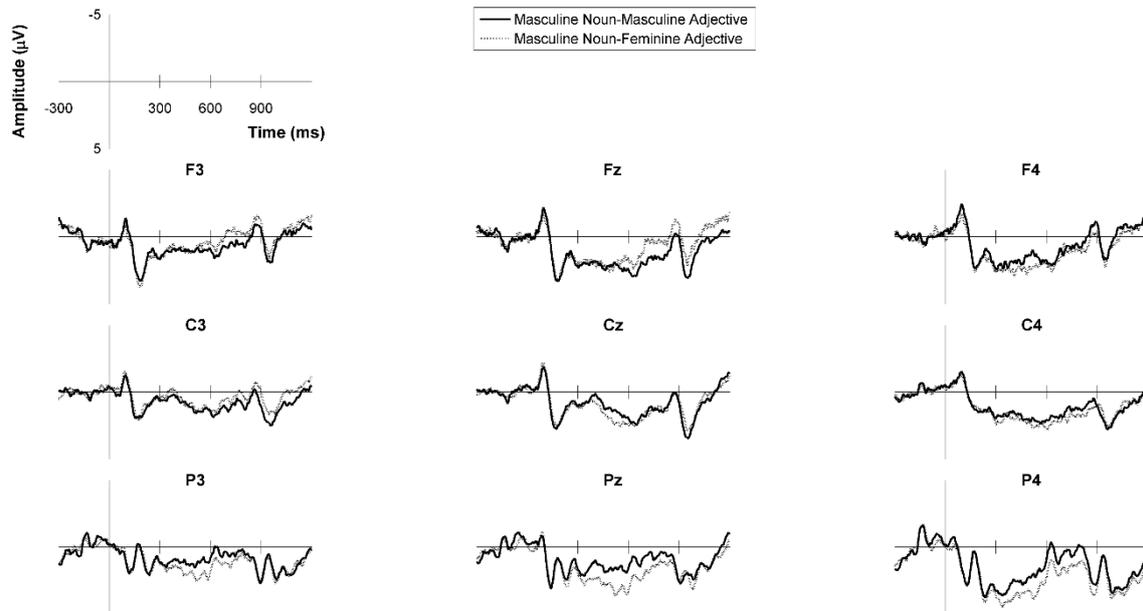 -5
Amplitude (µV)
-300 300 600 900
Time (ms)
5
Masculine Noun-Masculine Adjective
Masculine Noun-Feminine Adjective
F3 Fz F4
C3 Cz C4
P3 Pz P4